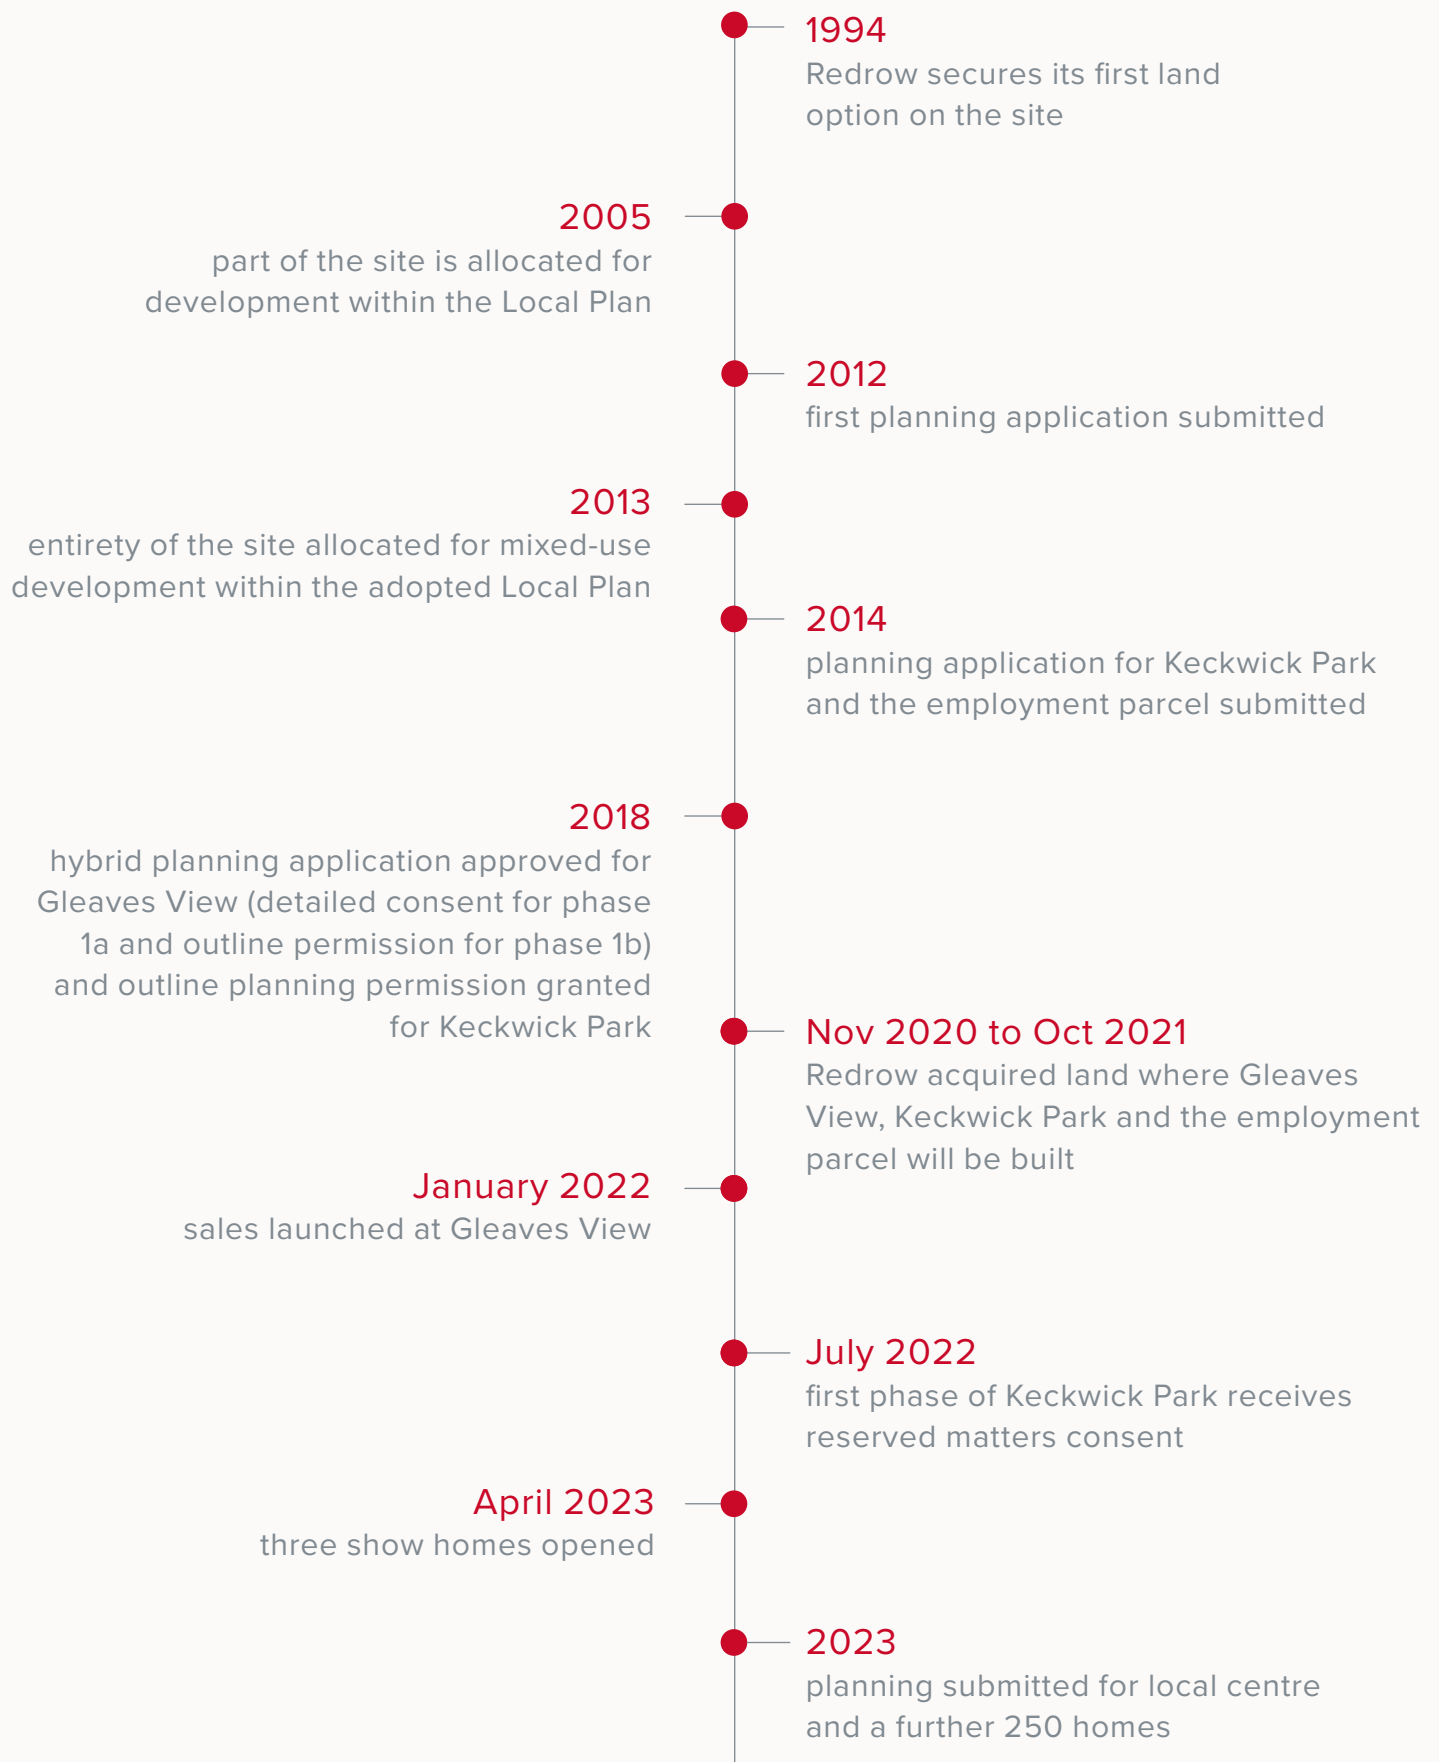 1994
Redrow secures its first land
option on the site
2005
part of the site is allocated for
development within the Local Plan
2012
first planning application submitted
2013
entirety of the site allocated for mixed-use
development within the adopted Local Plan
2014
planning application for Keckwick Park
and the employment parcel submitted
2018
hybrid planning application approved for
Gleaves View (detailed consent for phase
1a and outline permission for phase 1b)
and outline planning permission granted
for Keckwick Park
Nov 2020 to Oct 2021
Redrow acquired land where Gleaves
View, Keckwick Park and the employment
parcel will be built
January 2022
sales launched at Gleaves View
July 2022
first phase of Keckwick Park receives
reserved matters consent
April 2023
three show homes opened
2023
planning submitted for local centre
and a further 250 homes